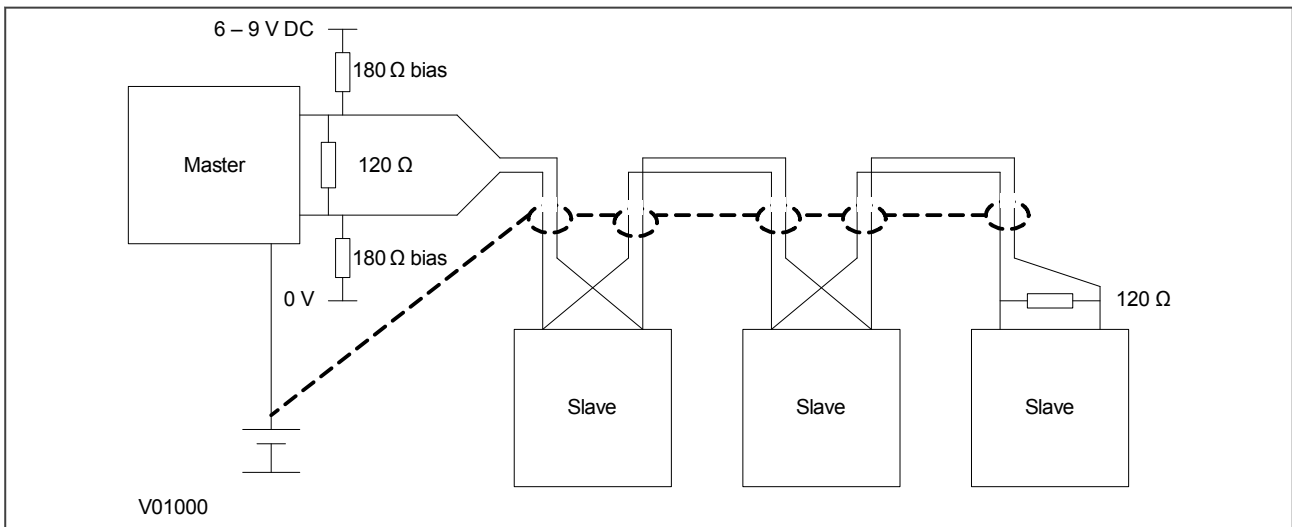 6 – 9 V DC
180 Ω bias
Master
120 Ω
180 Ω bias
0 V
120 Ω
Slave
Slave
Slave
V01000